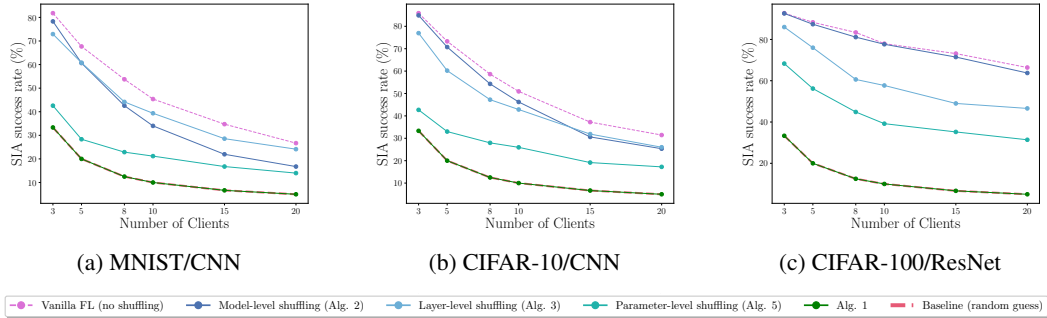 SIA success rate (%)
80
70
60
50
40
30
20
10
3 5 8 10 15 20
Number of Clients
(a) MNIST/CNN
SIA success rate (%)
80
70
60
50
40
30
20
10
3 5 8 10 15 20
Number of Clients
(b) CIFAR-10/CNN
SIA success rate (%)
80
60
40
20
3 5 8 10 15 20
Number of Clients
(c) CIFAR-100/ResNet
Vanilla FL (no shuffling) Model-level shuffling (Alg. 2) Layer-level shuffling (Alg. 3) Parameter-level shuffling (Alg. 5) Alg. 1 Baseline (random guess)